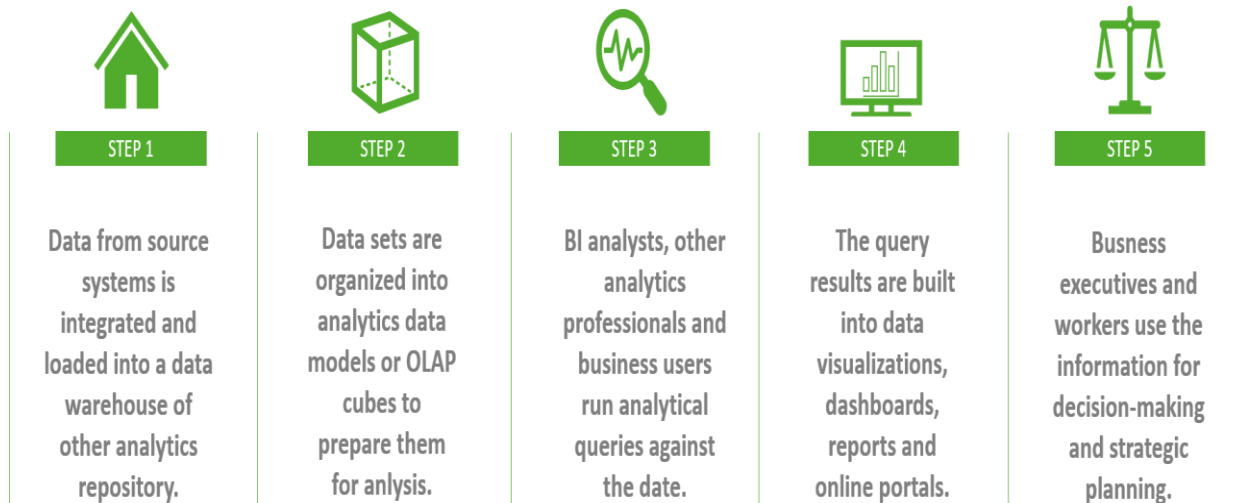 STEP 1
Data from source
systems is
integrated and
loaded into a data
warehouse of
other analytics
repository.
STEP 2
Data sets are
organized into
analytics data
models or OLAP
cubes to
prepare them
for anlysis.
STEP 3
BI analysts, other
analytics
professionals and
business users
run analytical
queries against
the date.
STEP 4
The query
results are built
into data
visualizations,
dashboards,
reports and
online portals.
STEP 5
Busness
executives and
workers use the
information for
decision-making
and strategic
planning.